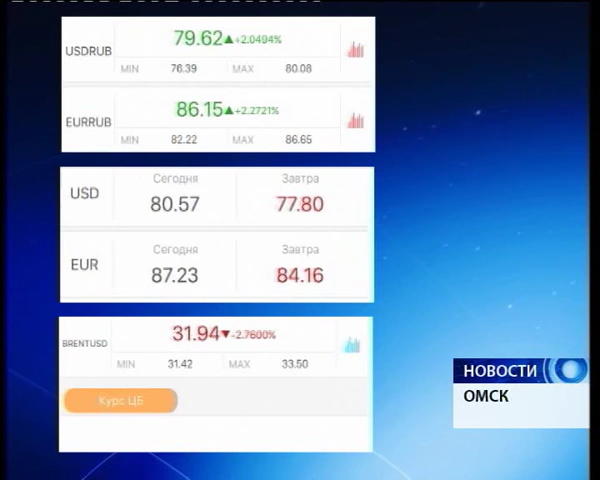 79.62▲+2.0494%
USDRUB
MIN 76.39 MAX 80.08
86.15▲+2.2721%
EURRUB
MIN 82.22 MAX 86.65
Сегодня Завтра
USD 80.57 77.80
Сегодня Завтра
EUR 87.23 84.16
31.94▼-2.7600%
BRENTUSD
MIN 31.42 MAX 33.50
Курс ЦБ
НОВОСТИ
ОМСК